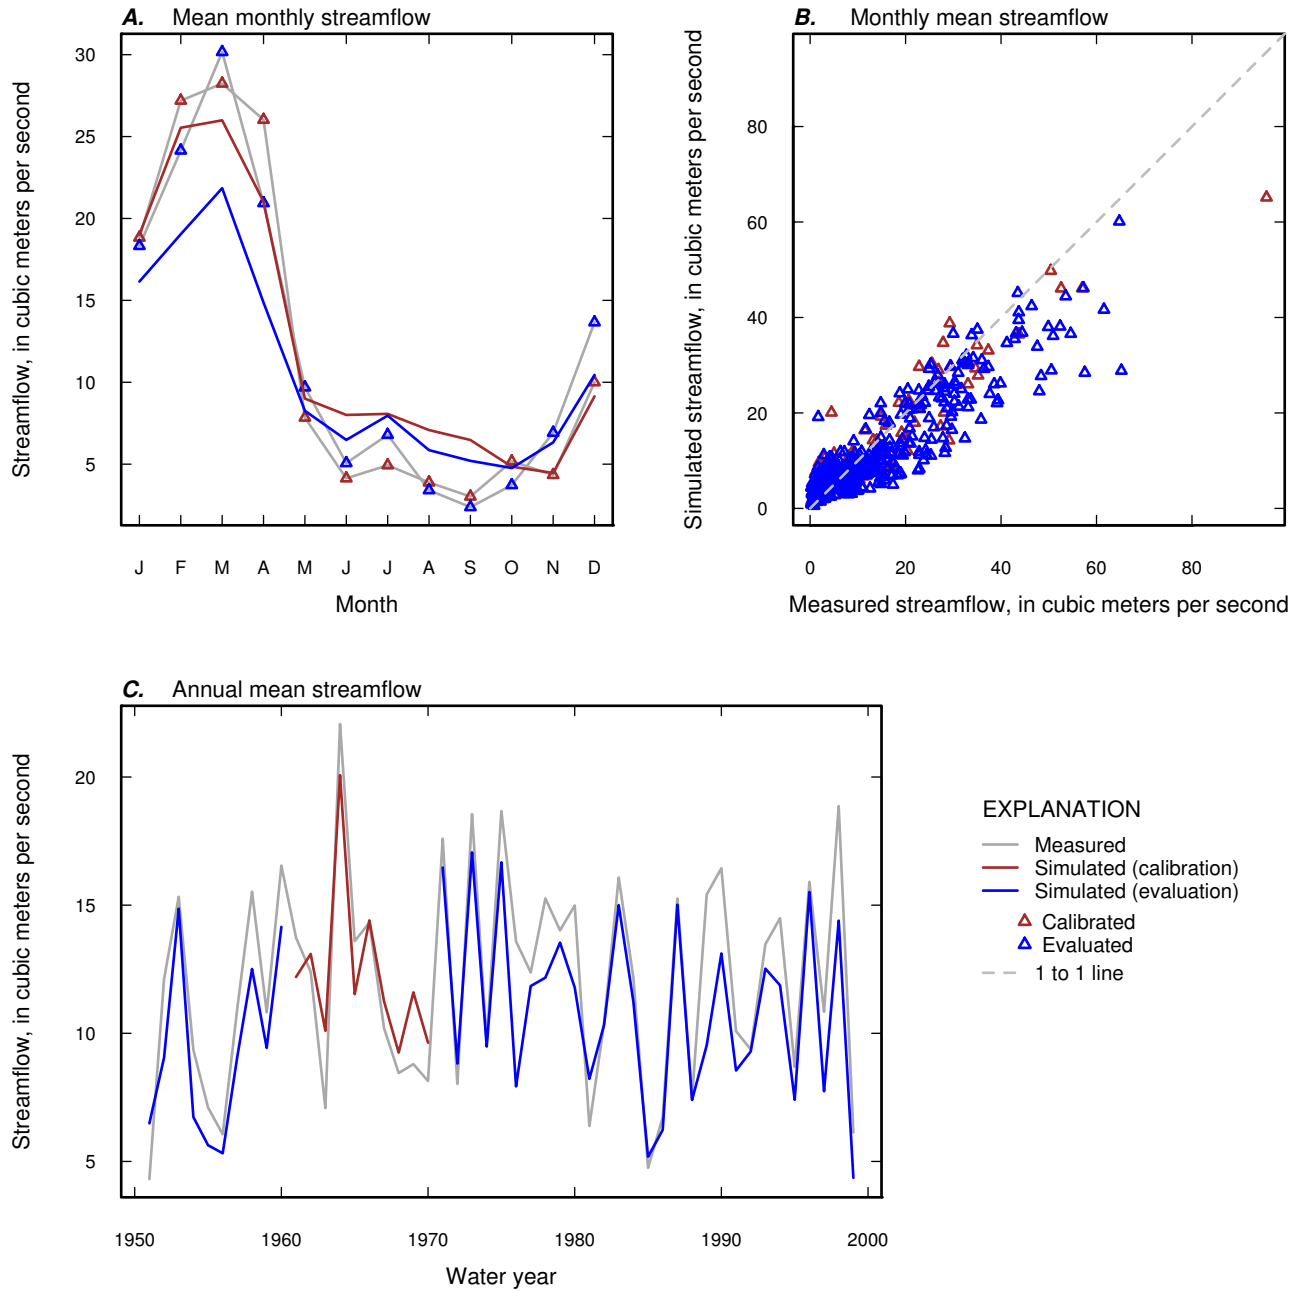 A. Mean monthly streamflow
Streamflow, in cubic meters per second
30
25
20
15
10
5
J F M A M J J A S O N D
Month
B. Monthly mean streamflow
Simulated streamflow, in cubic meters per second
80
60
40
20
0
0 20 40 60 80
Measured streamflow, in cubic meters per second
C. Annual mean streamflow
Streamflow, in cubic meters per second
20
15
10
5
1950 1960 1970 1980 1990 2000
Water year
EXPLANATION
Measured
Simulated (calibration)
Simulated (evaluation)
Calibrated
Evaluated
1 to 1 line